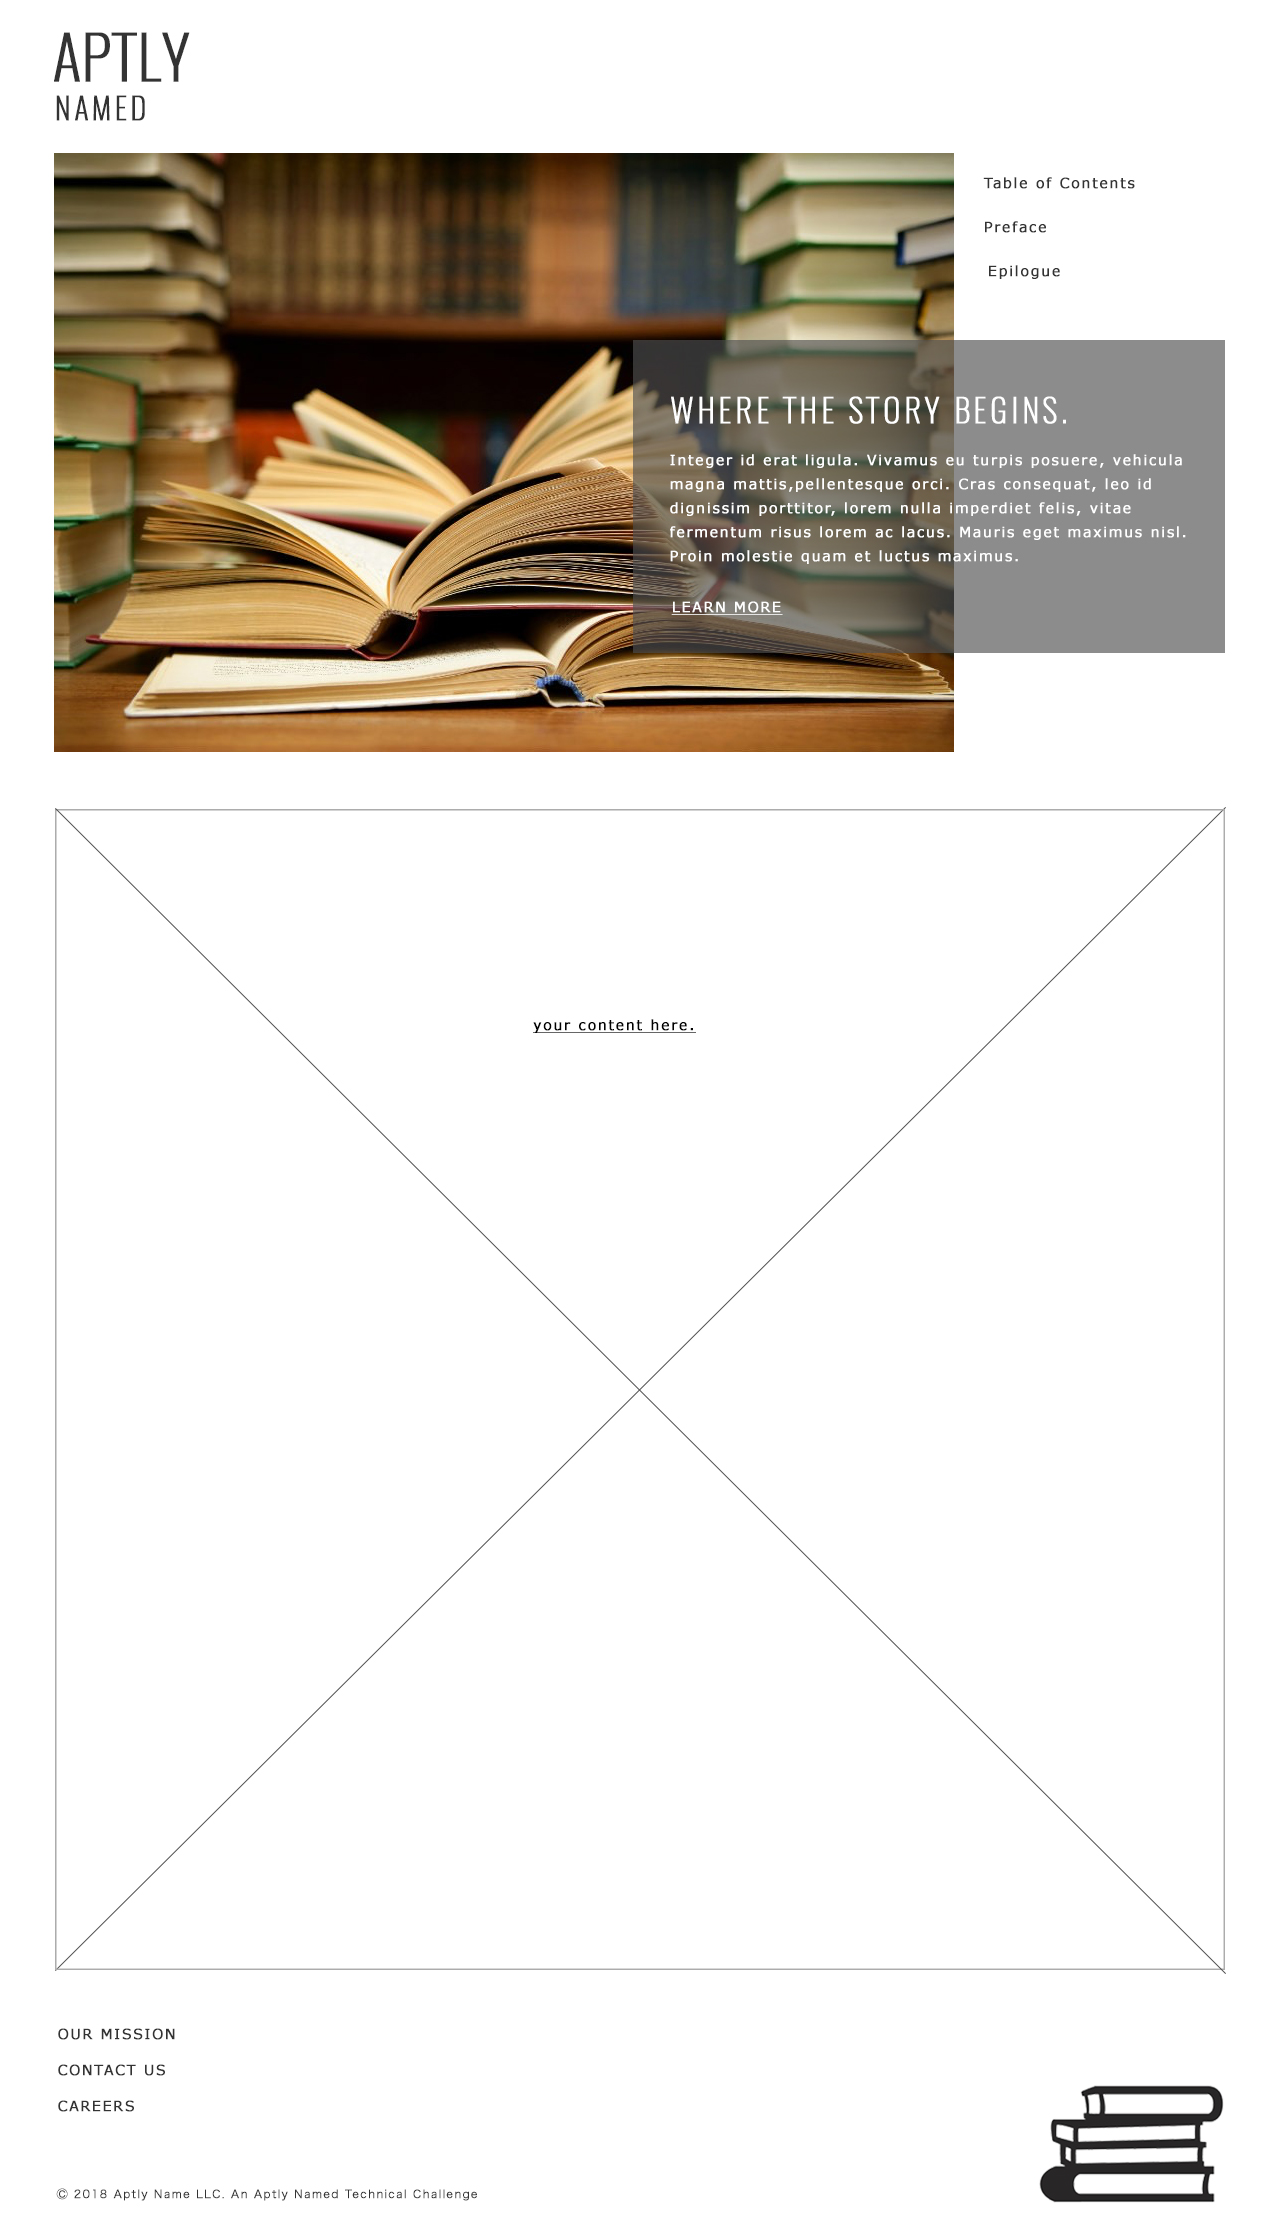 APTLY
NAMED
Table of Contents
Preface
Epilogue
WHERE THE STORY BEGINS.
Integer id erat ligula. Vivamus eu turpis posuere, vehicula
magna mattis,pellentesque orci. Cras consequat, leo id
dignissim porttitor, lorem nulla imperdiet felis, vitae
fermentum risus lorem ac lacus. Mauris eget maximus nisl.
Proin molestie quam et luctus maximus.
LEARN MORE
your content here.
OUR MISSION
CONTACT US
CAREERS
© 2018 Aptly Name LLC. An Aptly Named Technical Challenge